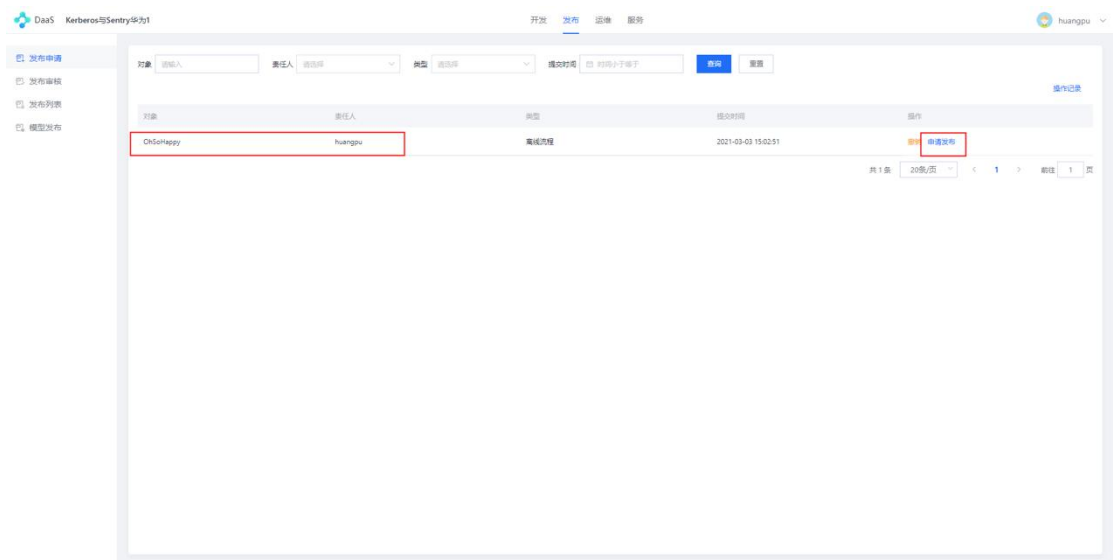 DaaS Kerberos与Sentry华为1 开发 发布 运维 服务 huangpu
发布申请
发布审核
发布列表
模型发布
对象 请输入 责任人 请选择 类型 请选择 提交时间 时间小于等于 查询 重置
操作记录
对象 责任人 类型 提交时间 操作
OhSoHappy huangpu 离线流程 2021-03-03 15:02:51 申请发布
共 1 条 20条/页 < 1 > 前往 1 页